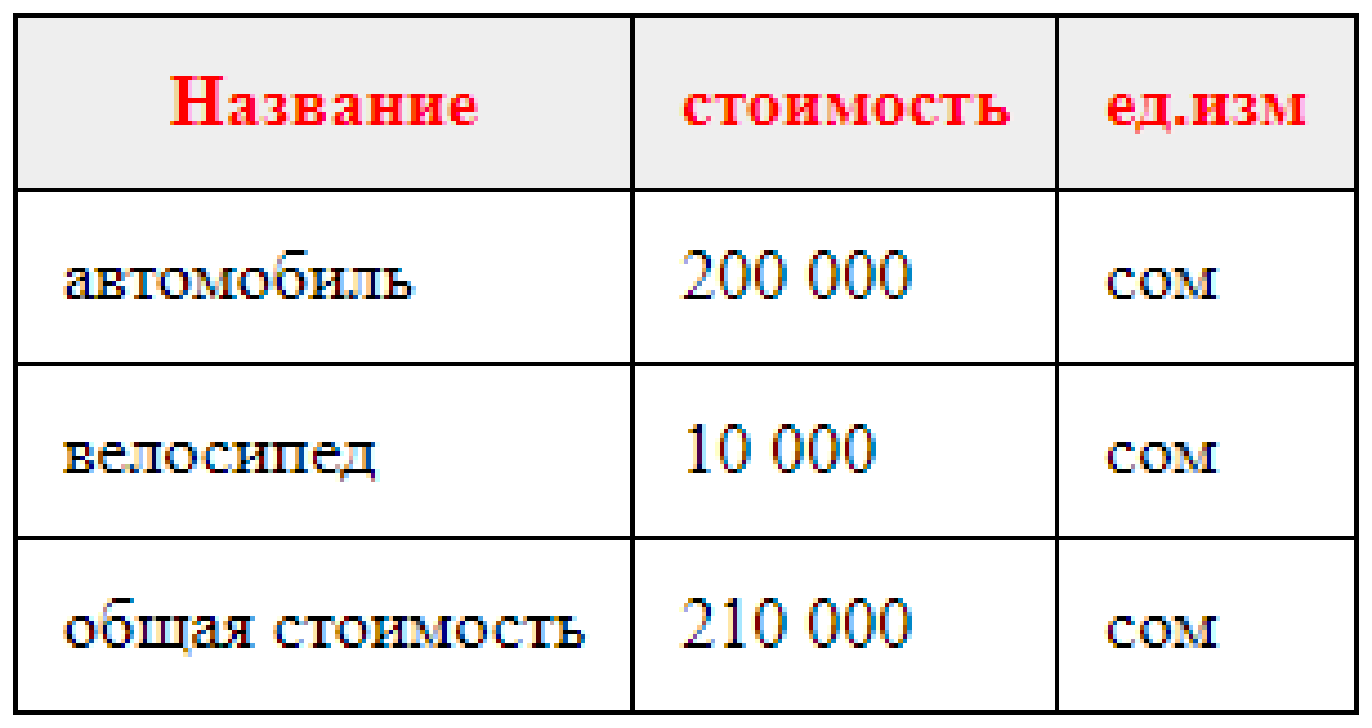 Название стоимость ед.изм
автомобиль 200 000 сом
велосипед 10 000 сом
общая стоимость 210 000 сом